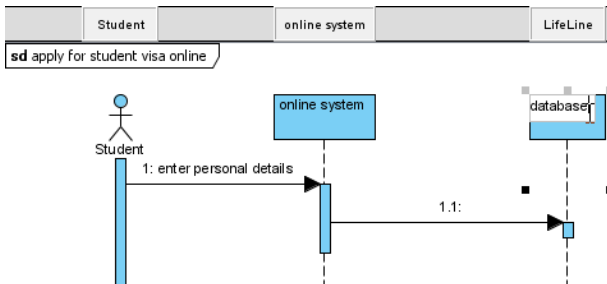 Student online system LifeLine
sd apply for student visa online
online system database
Student
1: enter personal details
1.1: